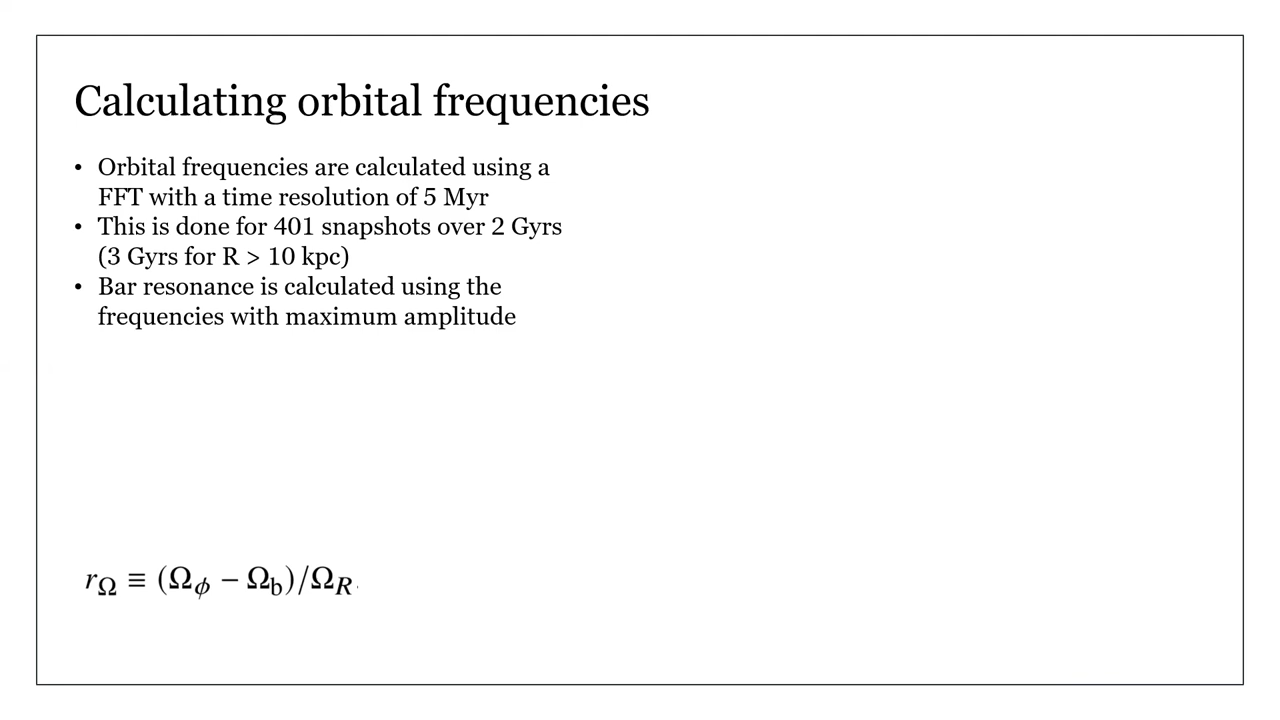 Calculating orbital frequencies
• Orbital frequencies are calculated using a
FFT with a time resolution of 5 Myr
• This is done for 401 snapshots over 2 Gyrs
(3 Gyrs for R > 10 kpc)
• Bar resonance is calculated using the
frequencies with maximum amplitude
r_Ω ≡ (Ω_ϕ − Ω_b)/Ω_R